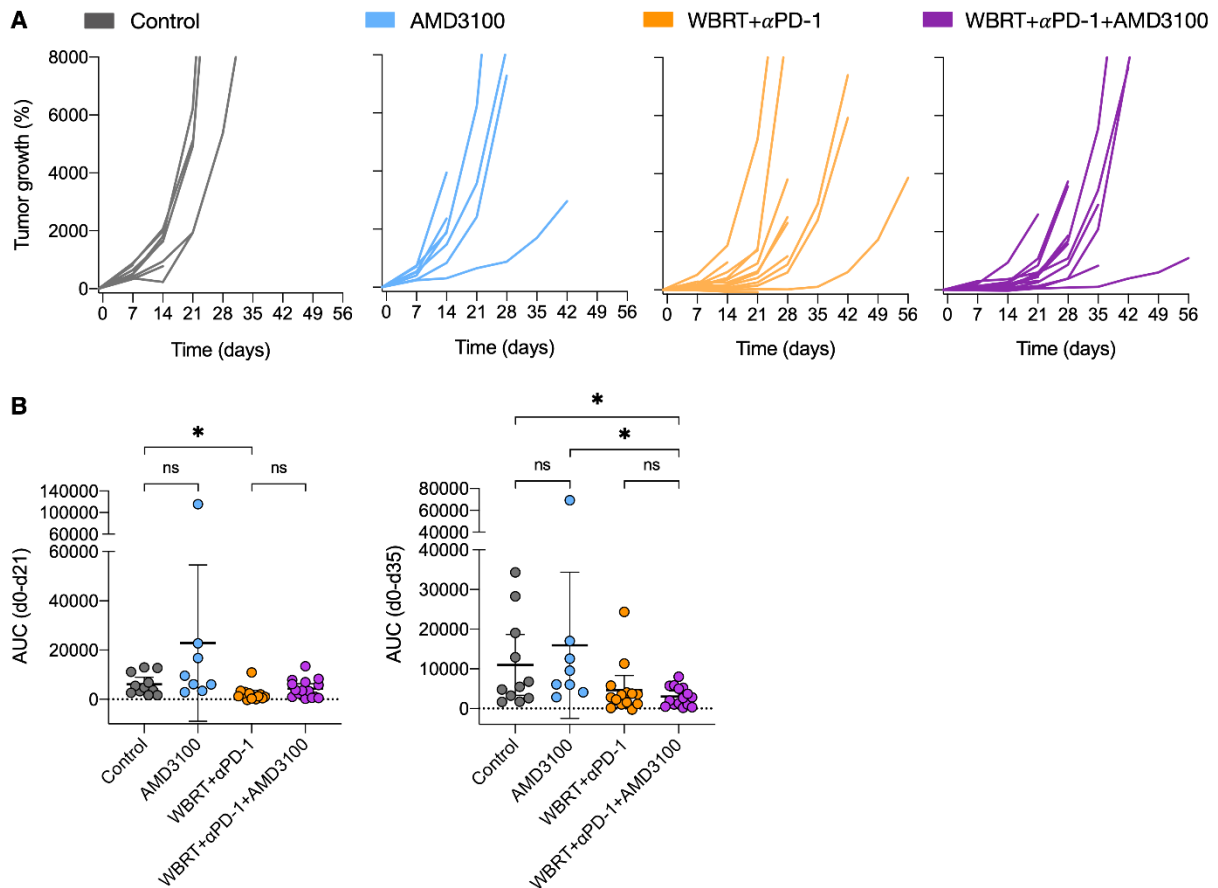 A
Control
AMD3100
WBRT+αPD-1
WBRT+αPD-1+AMD3100
Tumor growth (%)
8000
6000
4000
2000
0
0 7 14 21 28 35 42 49 56
0 7 14 21 28 35 42 49 56
0 7 14 21 28 35 42 49 56
0 7 14 21 28 35 42 49 56
Time (days)
Time (days)
Time (days)
Time (days)
B
*
ns
ns
AUC (d0-d21)
140000
100000
60000
60000
40000
20000
0
Control
AMD3100
WBRT+αPD-1
WBRT+αPD-1+AMD3100
*
*
ns
ns
AUC (d0-d35)
80000
60000
40000
40000
30000
20000
10000
0
Control
AMD3100
WBRT+αPD-1
WBRT+αPD-1+AMD3100